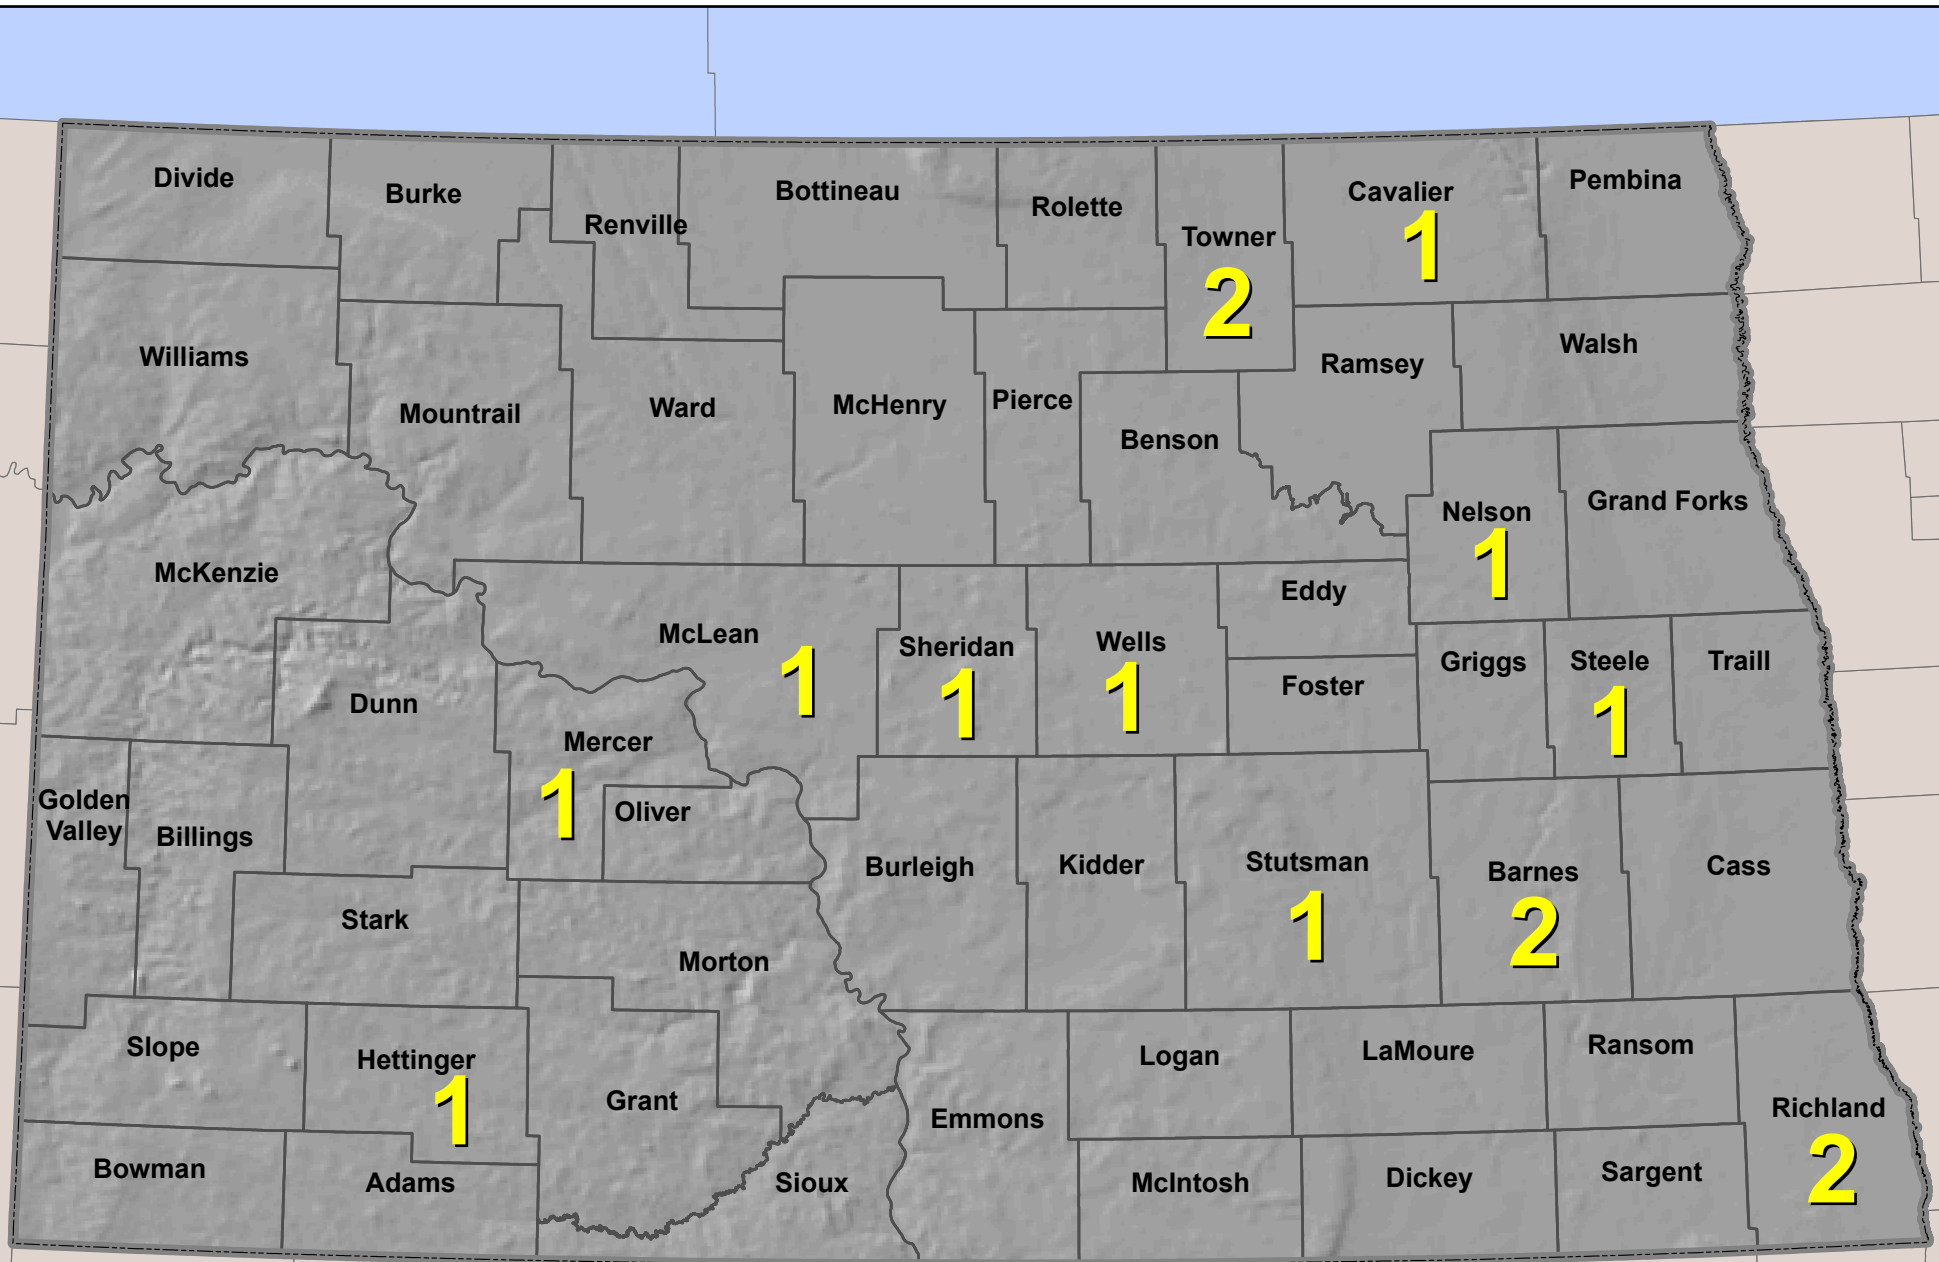 Divide
Burke
Renville
Bottineau
Rolette
Towner
2
Cavalier
1
Pembina
Williams
Mountrail
Ward
McHenry
Pierce
Benson
Ramsey
Walsh
McKenzie
Nelson
1
Grand Forks
Dunn
McLean
1
Sheridan
1
Wells
1
Eddy
Foster
Griggs
Steele
1
Traill
Mercer
1
Oliver
Golden
Valley
Billings
Stark
Morton
Burleigh
Kidder
Stutsman
1
Barnes
2
Cass
Slope
Hettinger
1
Grant
Emmons
Logan
LaMoure
Ransom
Richland
2
Bowman
Adams
Sioux
McIntosh
Dickey
Sargent